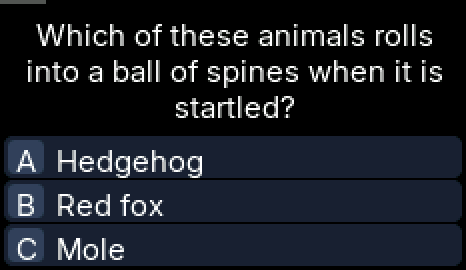 Which of these animals rolls
into a ball of spines when it is
startled?
A Hedgehog
B Red fox
C Mole